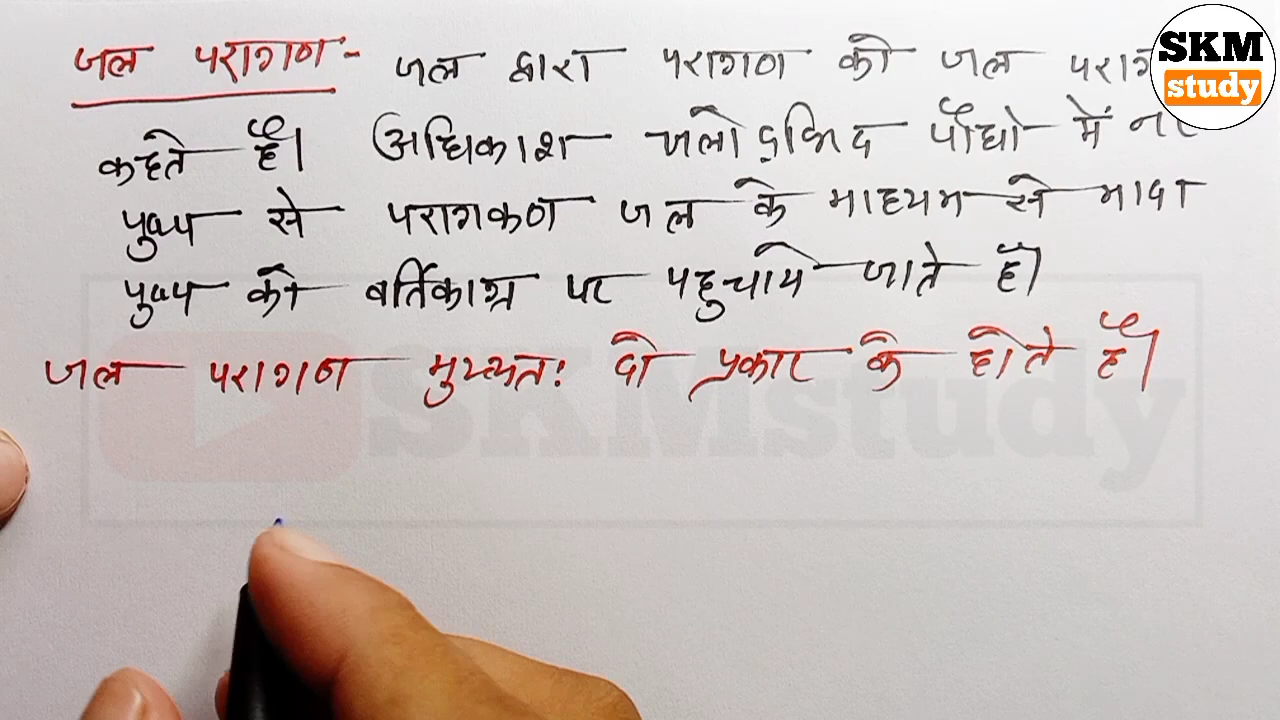 जल परागण - जल द्वारा परागण को जल पराग
कहते हैं। अधिकाश जलोद्भिद पौधो में नर
पुष्प से परागकण जल के माध्यम से मादा
पुष्प की वर्तिकाग्र पर पहुचाये जाते हैं।
जल परागण मुख्यतः दो प्रकार के होते हैं।
SKM
study
SKMstudy